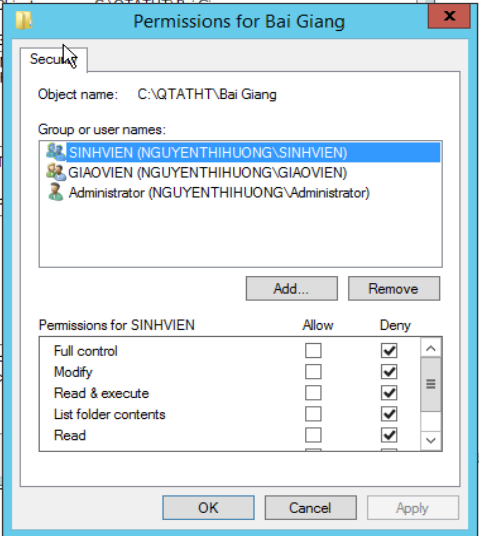 Permissions for Bai Giang
Security
Object name: C:\QTATHT\Bai Giang
Group or user names:
SINHVIEN (NGUYENTHIHUONG\SINHVIEN)
GIAOVIEN (NGUYENTHIHUONG\GIAOVIEN)
Administrator (NGUYENTHIHUONG\Administrator)
Add... Remove
Permissions for SINHVIEN Allow Deny
Full control
Modify
Read & execute
List folder contents
Read
OK Cancel Apply